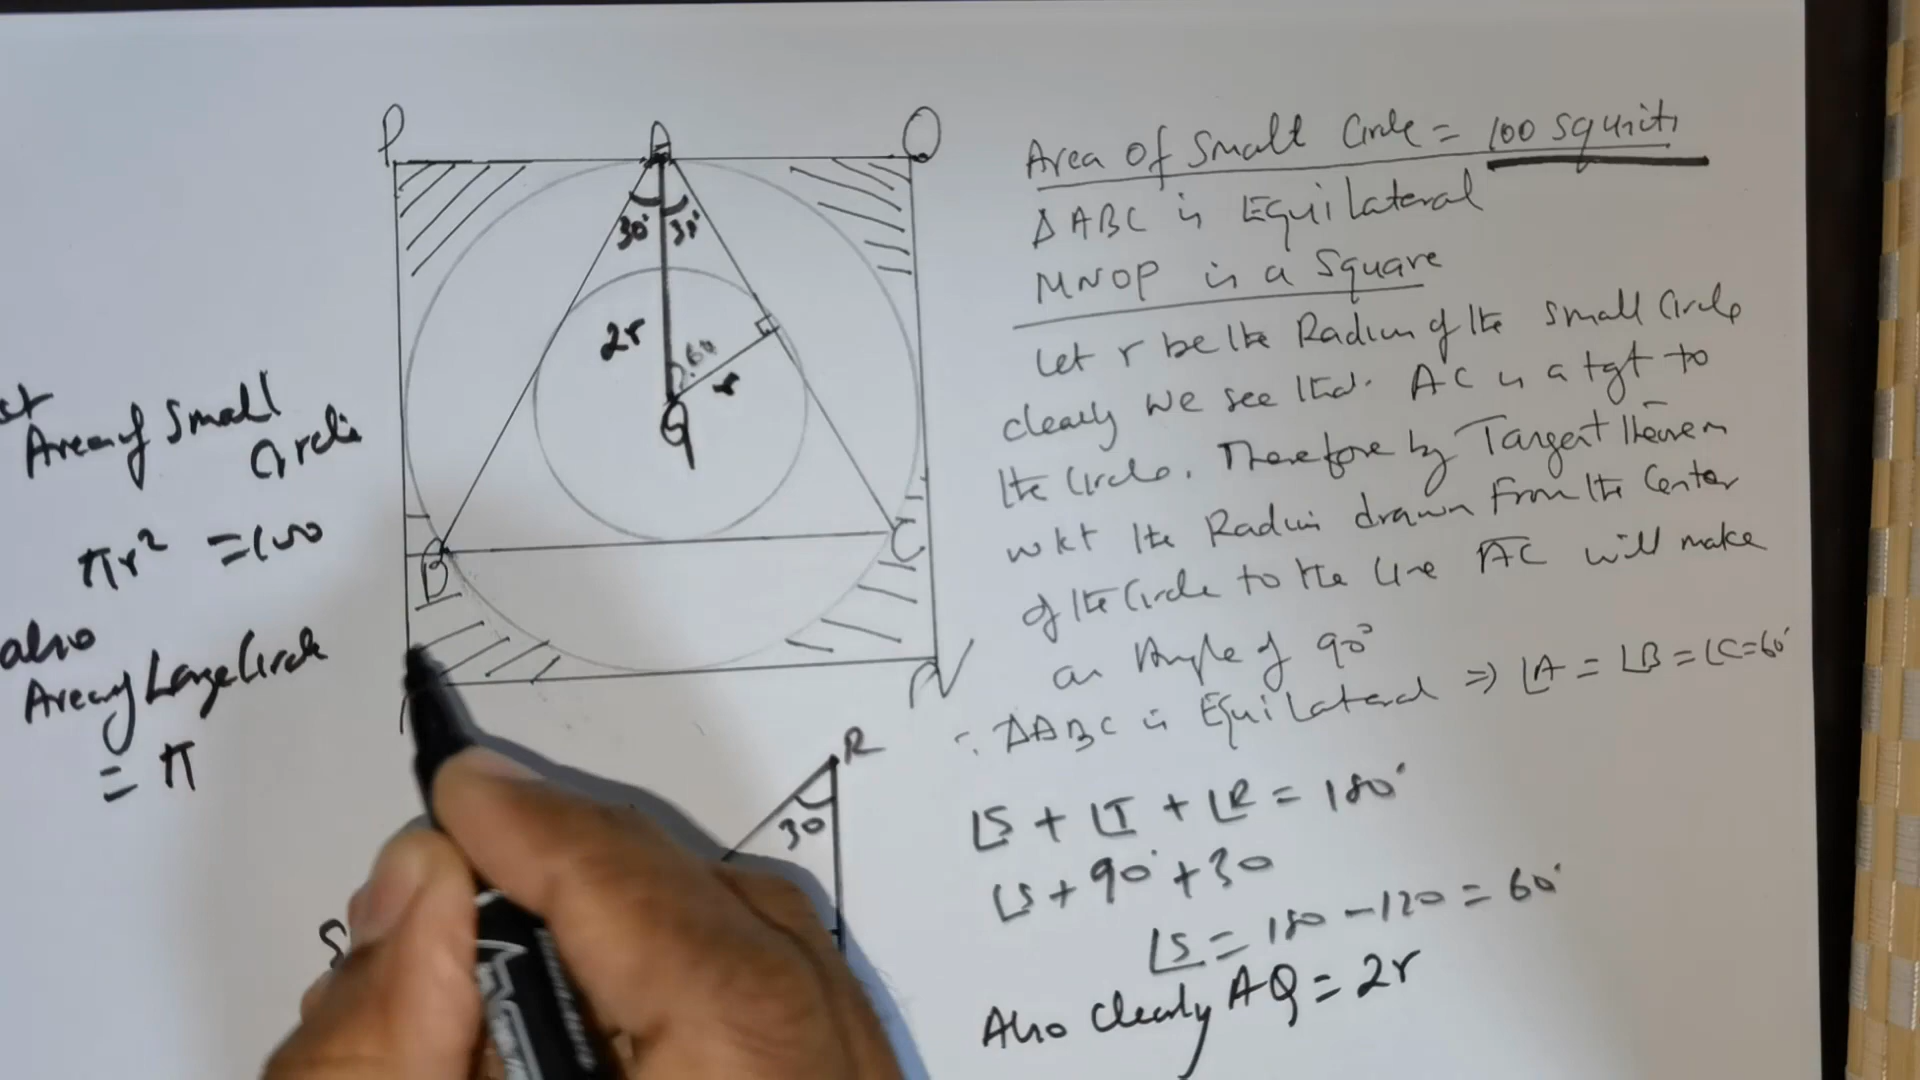 P
A
O
30° 30°
2r
60
r
Q
B
C
N
st
Area of Small
Circle
πr² = 100
also
Area of Large Circle
= π
R
30
S
Area of Small Circle = 100 sq units
ΔABC is Equilateral
MNOP is a Square
Let r be the Radius of the Small Circle
clearly we see that AC is a tgt to
the Circle. Therefore by Tangent Theorem
wkt the Radius drawn From the Center
of the Circle to the line AC will make
an Angle of 90°
∴ ΔABC is Equilateral ⇒ ∠A = ∠B = ∠C = 60°
∠S + ∠T + ∠R = 180°
∠S + 90° + 30
∠S = 180 - 120 = 60°
Also Clearly AQ = 2r